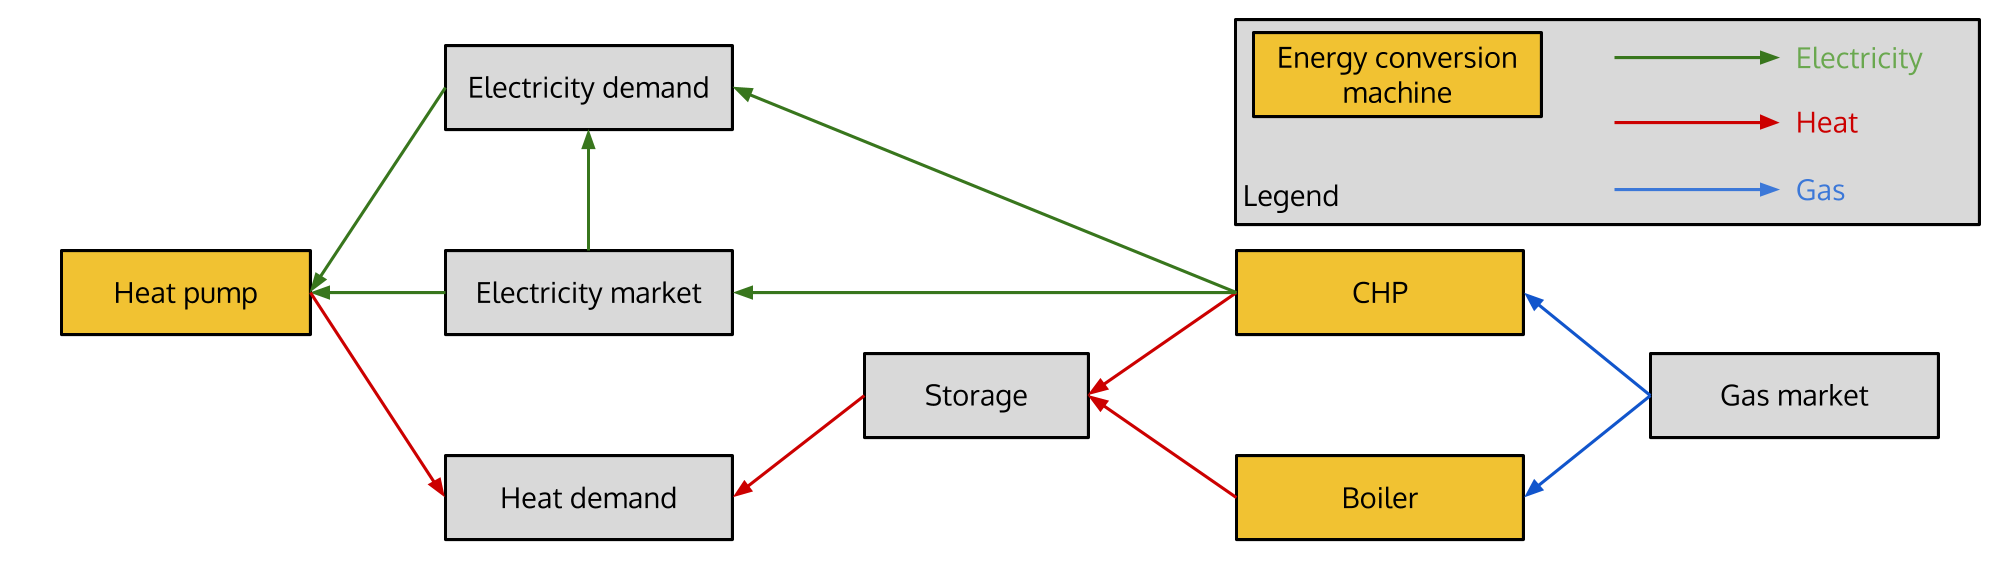 Electricity demand
Energy conversion
machine
Electricity
Heat
Legend
Gas
Heat pump
Electricity market
CHP
Storage
Gas market
Heat demand
Boiler